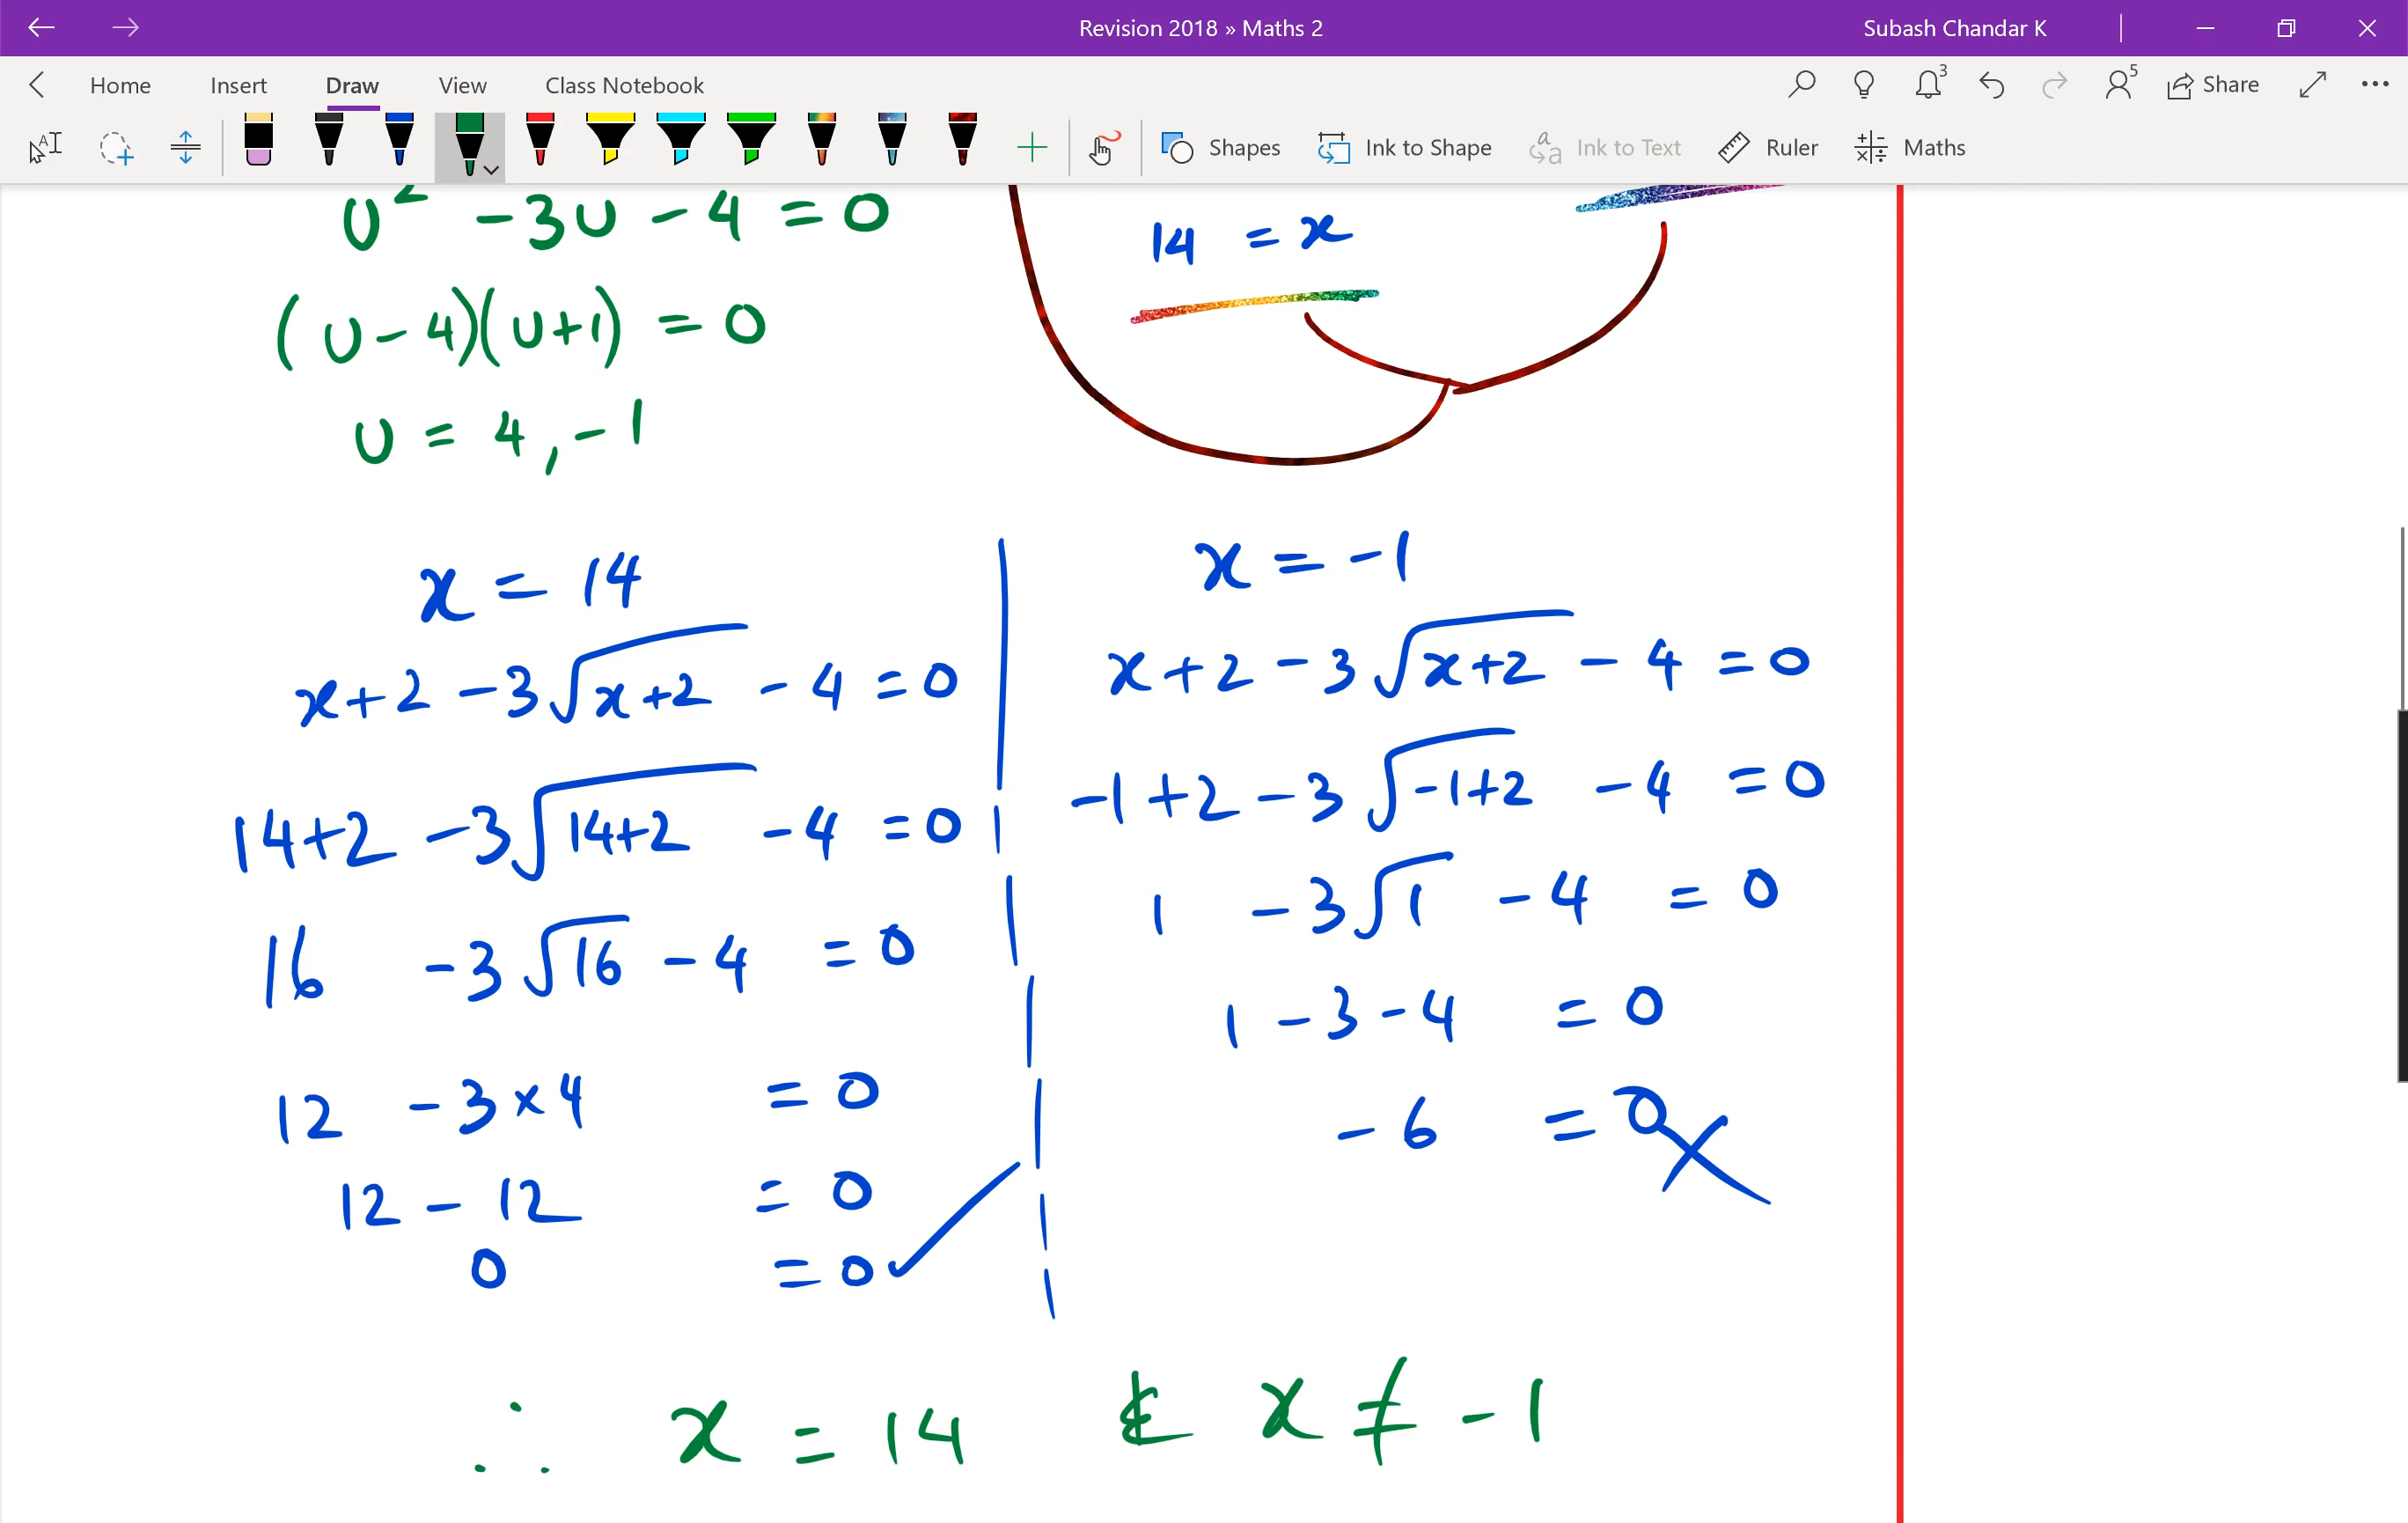 Revision 2018 » Maths 2
Subash Chandar K
Home Insert Draw View Class Notebook
3
5
Share
Shapes Ink to Shape Ink to Text Ruler Maths
u² - 3u - 4 = 0
(u - 4)(u + 1) = 0
u = 4, -1
14 = x
x = 14
x + 2 - 3√(x + 2) - 4 = 0
14 + 2 - 3√(14 + 2) - 4 = 0
16 - 3√16 - 4 = 0
12 - 3 × 4 = 0
12 - 12 = 0
0 = 0 ✓
x = -1
x + 2 - 3√(x + 2) - 4 = 0
-1 + 2 - 3√(-1 + 2) - 4 = 0
1 - 3√1 - 4 = 0
1 - 3 - 4 = 0
-6 = 0 ✗
∴ x = 14 & x ≠ -1